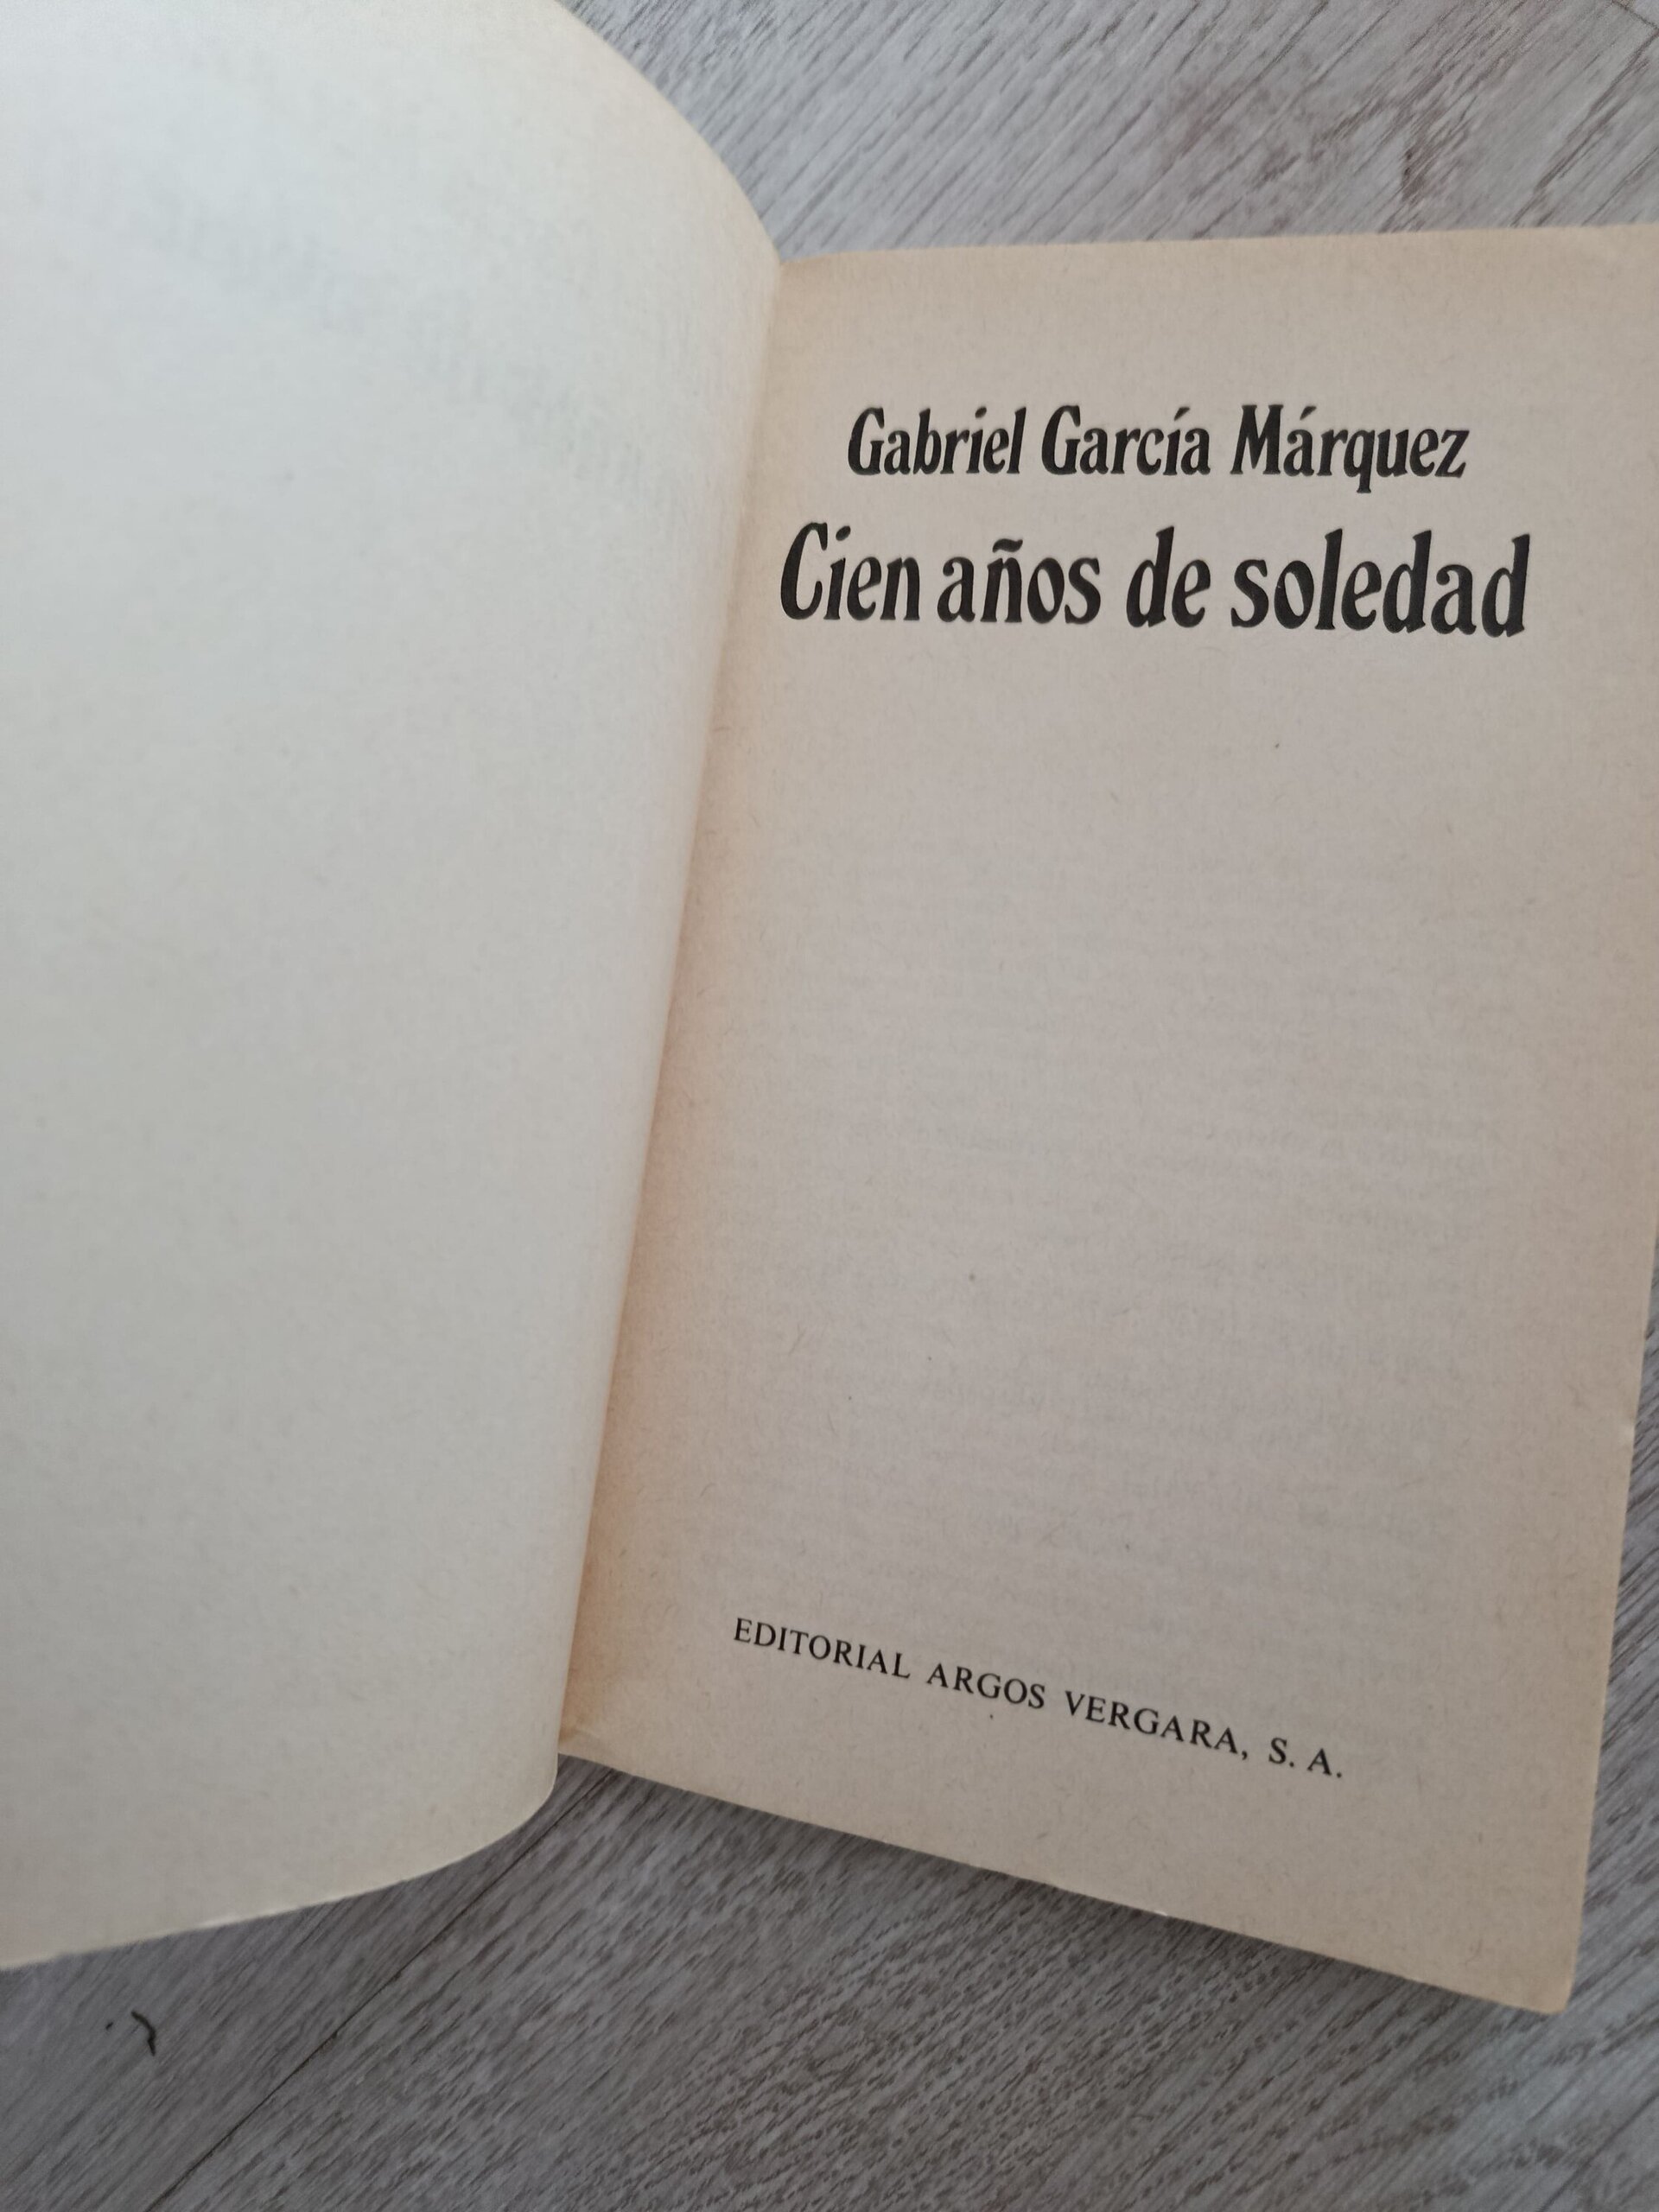 Gabriel García Márquez
Cien años de soledad
EDITORIAL ARGOS VERGARA, S. A.